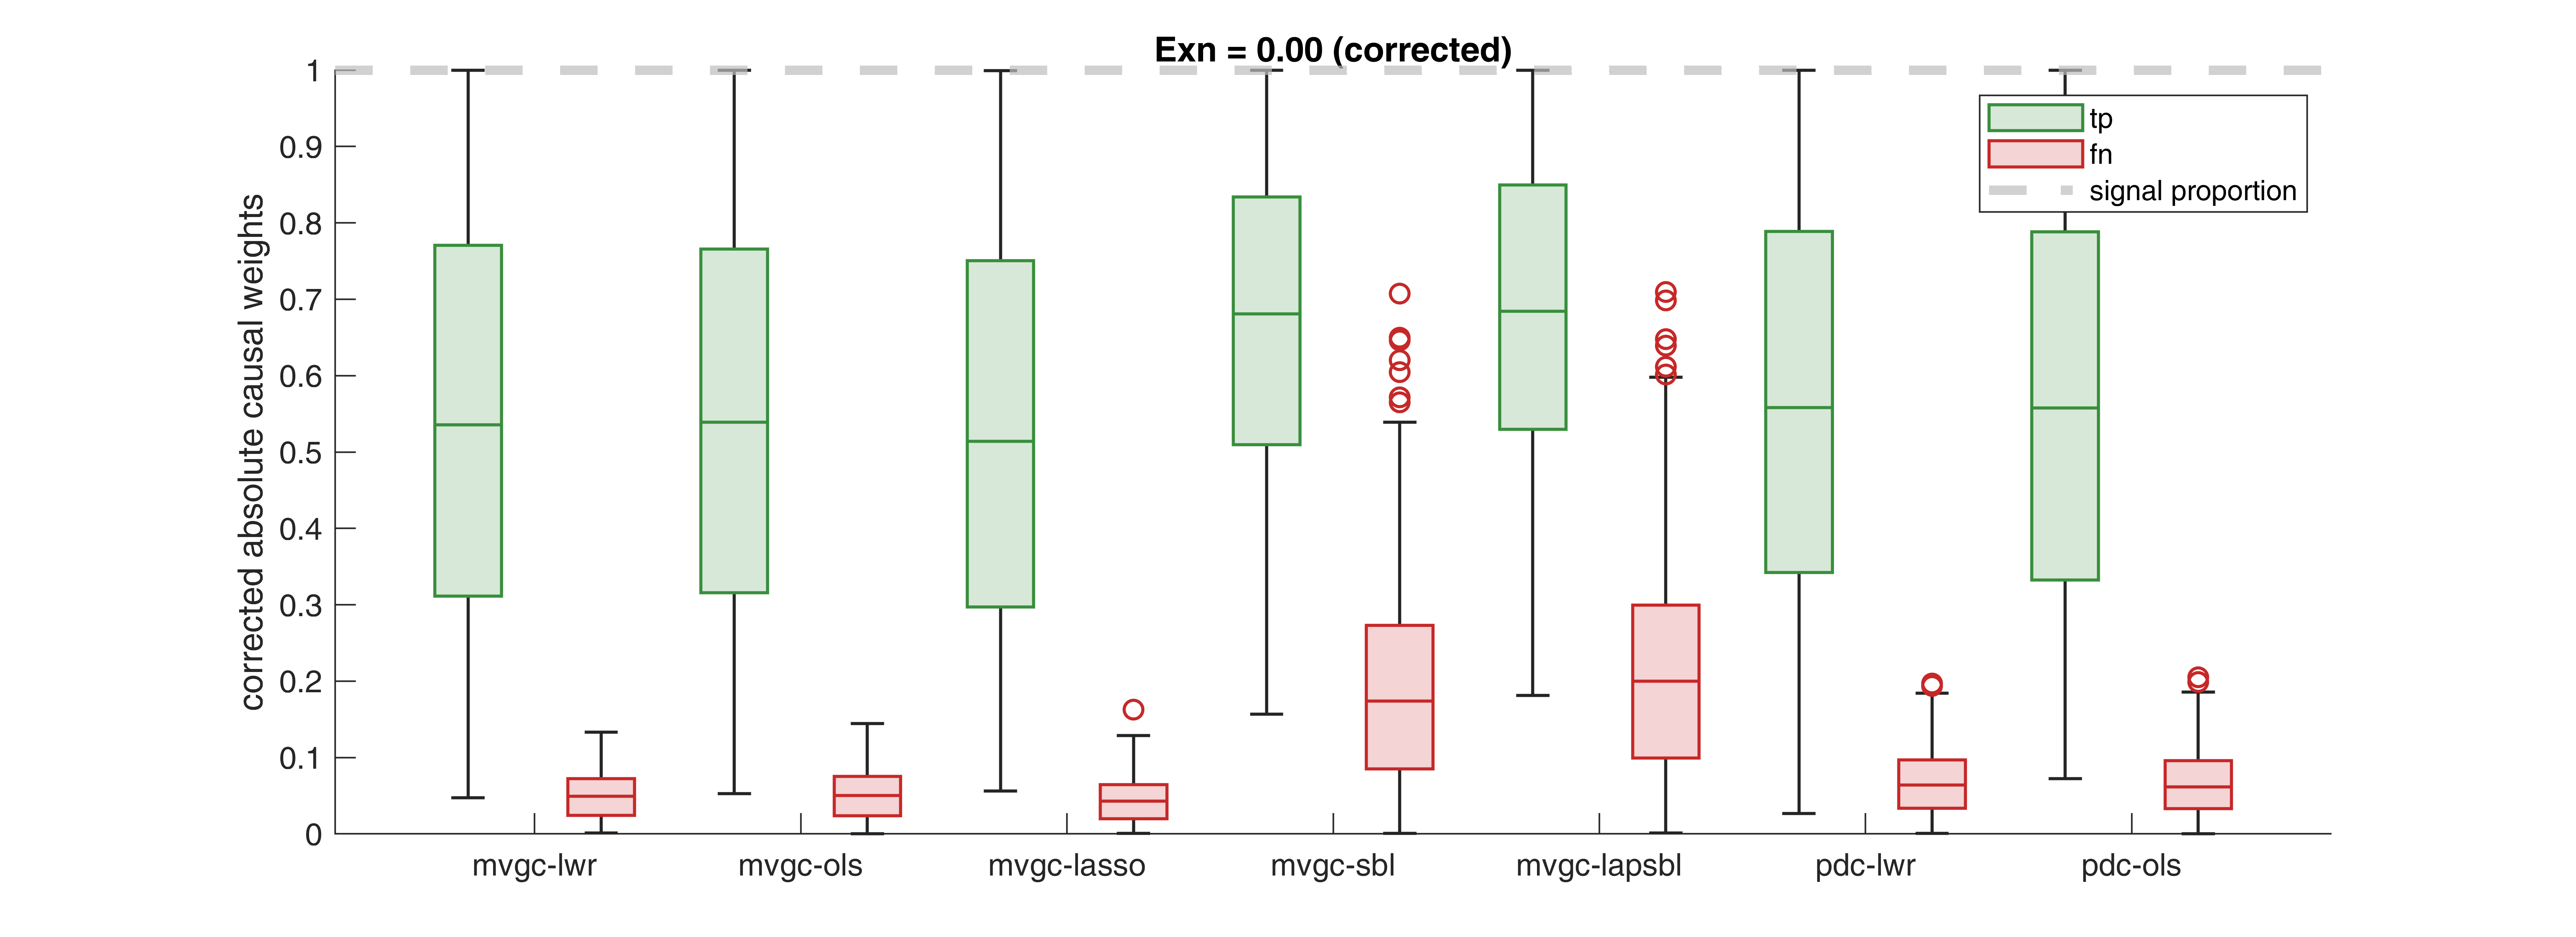 Exn = 0.00 (corrected)
corrected absolute causal weights
1
0.9
0.8
0.7
0.6
0.5
0.4
0.3
0.2
0.1
0
tp
fn
signal proportion
mvgc-lwr
mvgc-ols
mvgc-lasso
mvgc-sbl
mvgc-lapsbl
pdc-lwr
pdc-ols